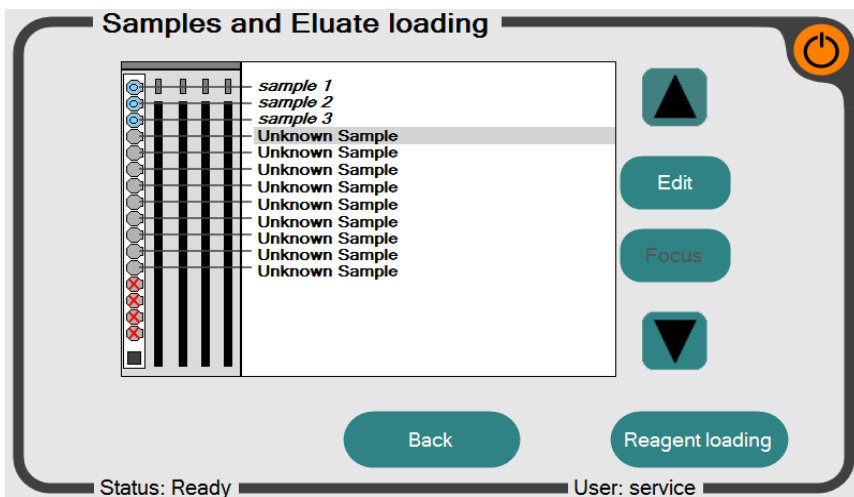 Samples and Eluate loading
sample 1
sample 2
sample 3
Unknown Sample
Unknown Sample
Unknown Sample
Unknown Sample
Unknown Sample
Unknown Sample
Unknown Sample
Unknown Sample
Unknown Sample
Edit
Focus
Back
Reagent loading
Status: Ready
User: service